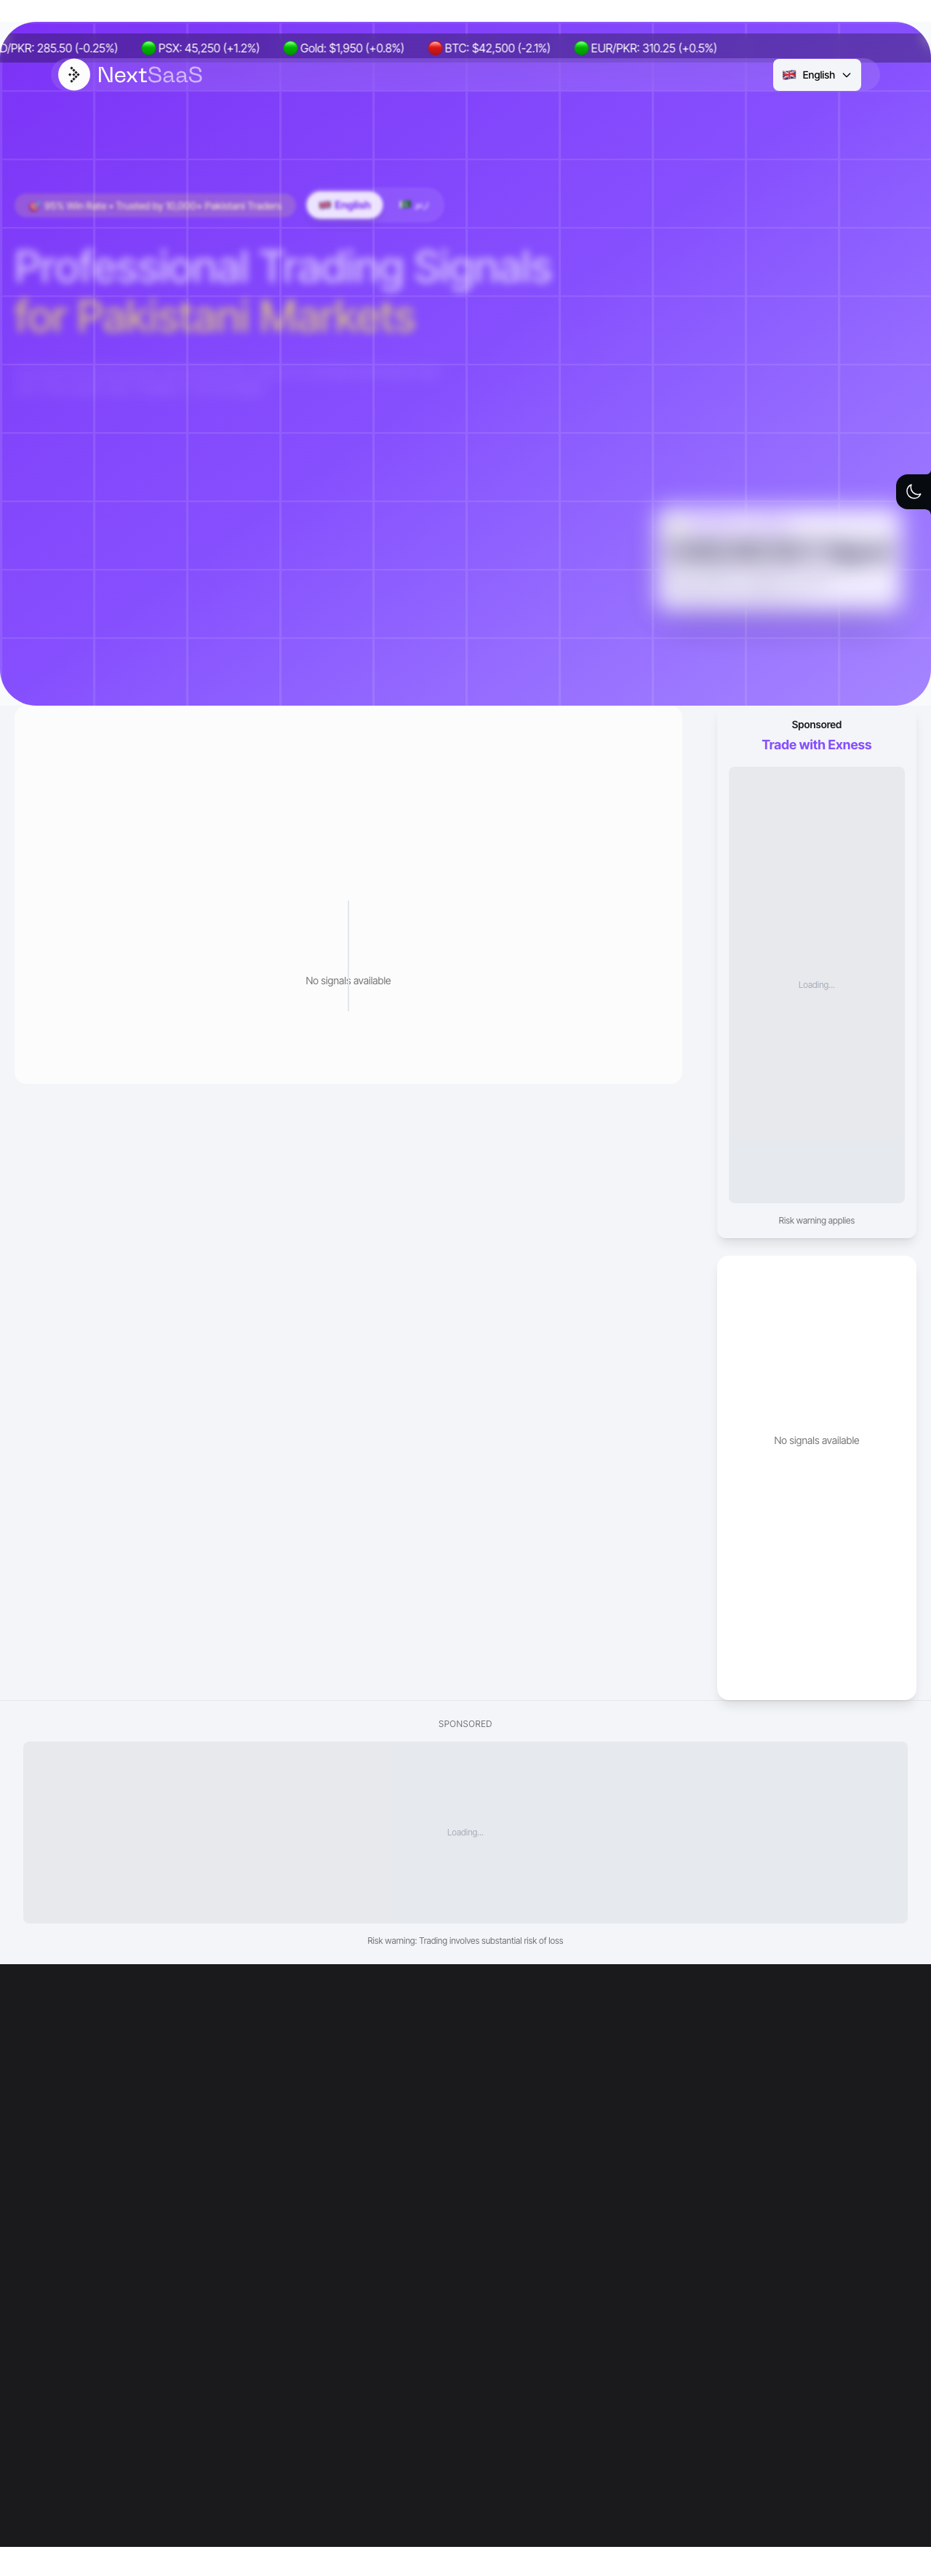 D/PKR: 285.50 (-0.25%) 🟢 PSX: 45,250 (+1.2%) 🟢 Gold: $1,950 (+0.8%) 🔴 BTC: $42,500 (-2.1%) 🟢 EUR/PKR: 310.25 (+0.5%)
NextSaaS
🇬🇧 English
95% Win Rate • Trusted by 10,000+ Pakistani Traders
English
Professional Trading Signals
for Pakistani Markets
Sponsored
Trade with Exness
Loading...
No signals available
Risk warning applies
No signals available
SPONSORED
Loading...
Risk warning: Trading involves substantial risk of loss